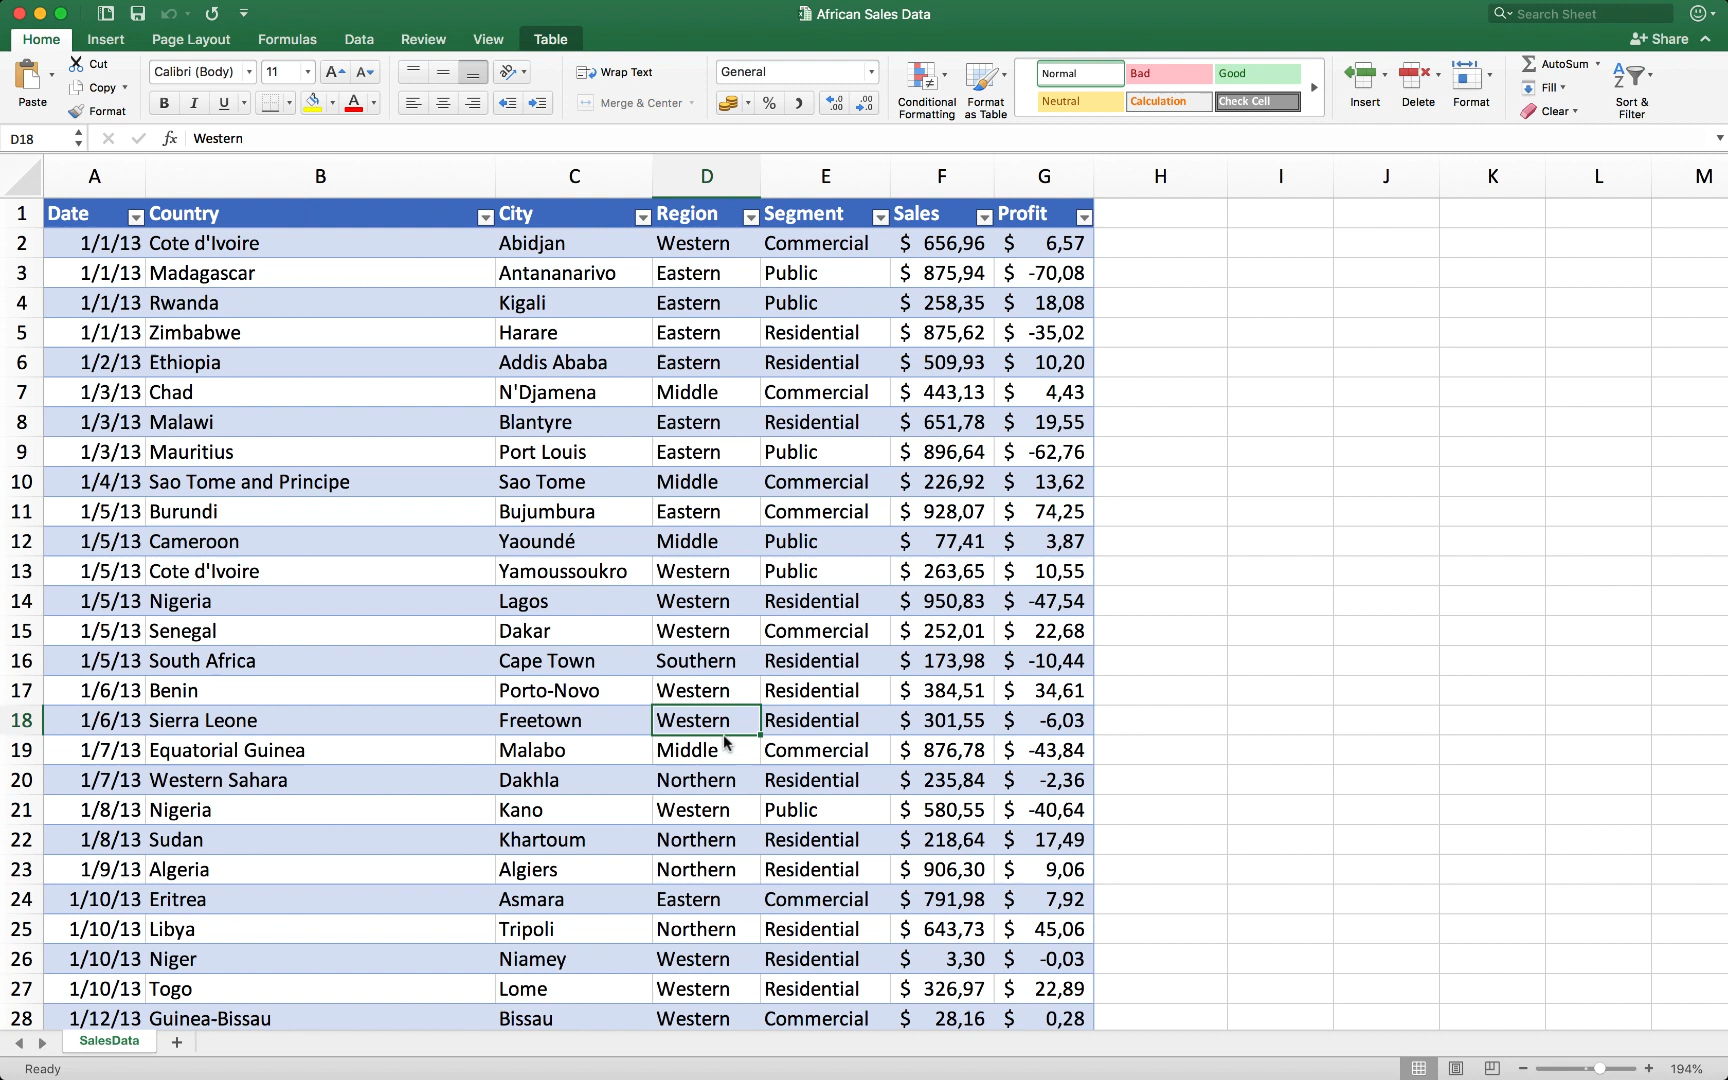 African Sales Data
Search Sheet
Home Insert Page Layout Formulas Data Review View Table
Share
Paste
Cut
Copy
Format
Calibri (Body) 11
B I U
Wrap Text
Merge & Center
General
% )
Conditional Formatting
Format as Table
Normal Bad Good
Neutral Calculation Check Cell
Insert Delete Format
AutoSum
Fill
Clear
Sort & Filter
D18 fx Western
A B C D E F G H I J K L M
1 Date Country City Region Segment Sales Profit
2 1/1/13 Cote d'Ivoire Abidjan Western Commercial $ 656,96 $ 6,57
3 1/1/13 Madagascar Antananarivo Eastern Public $ 875,94 $ -70,08
4 1/1/13 Rwanda Kigali Eastern Public $ 258,35 $ 18,08
5 1/1/13 Zimbabwe Harare Eastern Residential $ 875,62 $ -35,02
6 1/2/13 Ethiopia Addis Ababa Eastern Residential $ 509,93 $ 10,20
7 1/3/13 Chad N'Djamena Middle Commercial $ 443,13 $ 4,43
8 1/3/13 Malawi Blantyre Eastern Residential $ 651,78 $ 19,55
9 1/3/13 Mauritius Port Louis Eastern Public $ 896,64 $ -62,76
10 1/4/13 Sao Tome and Principe Sao Tome Middle Commercial $ 226,92 $ 13,62
11 1/5/13 Burundi Bujumbura Eastern Commercial $ 928,07 $ 74,25
12 1/5/13 Cameroon Yaoundé Middle Public $ 77,41 $ 3,87
13 1/5/13 Cote d'Ivoire Yamoussoukro Western Public $ 263,65 $ 10,55
14 1/5/13 Nigeria Lagos Western Residential $ 950,83 $ -47,54
15 1/5/13 Senegal Dakar Western Commercial $ 252,01 $ 22,68
16 1/5/13 South Africa Cape Town Southern Residential $ 173,98 $ -10,44
17 1/6/13 Benin Porto-Novo Western Residential $ 384,51 $ 34,61
18 1/6/13 Sierra Leone Freetown Western Residential $ 301,55 $ -6,03
19 1/7/13 Equatorial Guinea Malabo Middle Commercial $ 876,78 $ -43,84
20 1/7/13 Western Sahara Dakhla Northern Residential $ 235,84 $ -2,36
21 1/8/13 Nigeria Kano Western Public $ 580,55 $ -40,64
22 1/8/13 Sudan Khartoum Northern Residential $ 218,64 $ 17,49
23 1/9/13 Algeria Algiers Northern Residential $ 906,30 $ 9,06
24 1/10/13 Eritrea Asmara Eastern Commercial $ 791,98 $ 7,92
25 1/10/13 Libya Tripoli Northern Residential $ 643,73 $ 45,06
26 1/10/13 Niger Niamey Western Residential $ 3,30 $ -0,03
27 1/10/13 Togo Lome Western Residential $ 326,97 $ 22,89
28 1/12/13 Guinea-Bissau Bissau Western Commercial $ 28,16 $ 0,28
SalesData +
Ready
194%